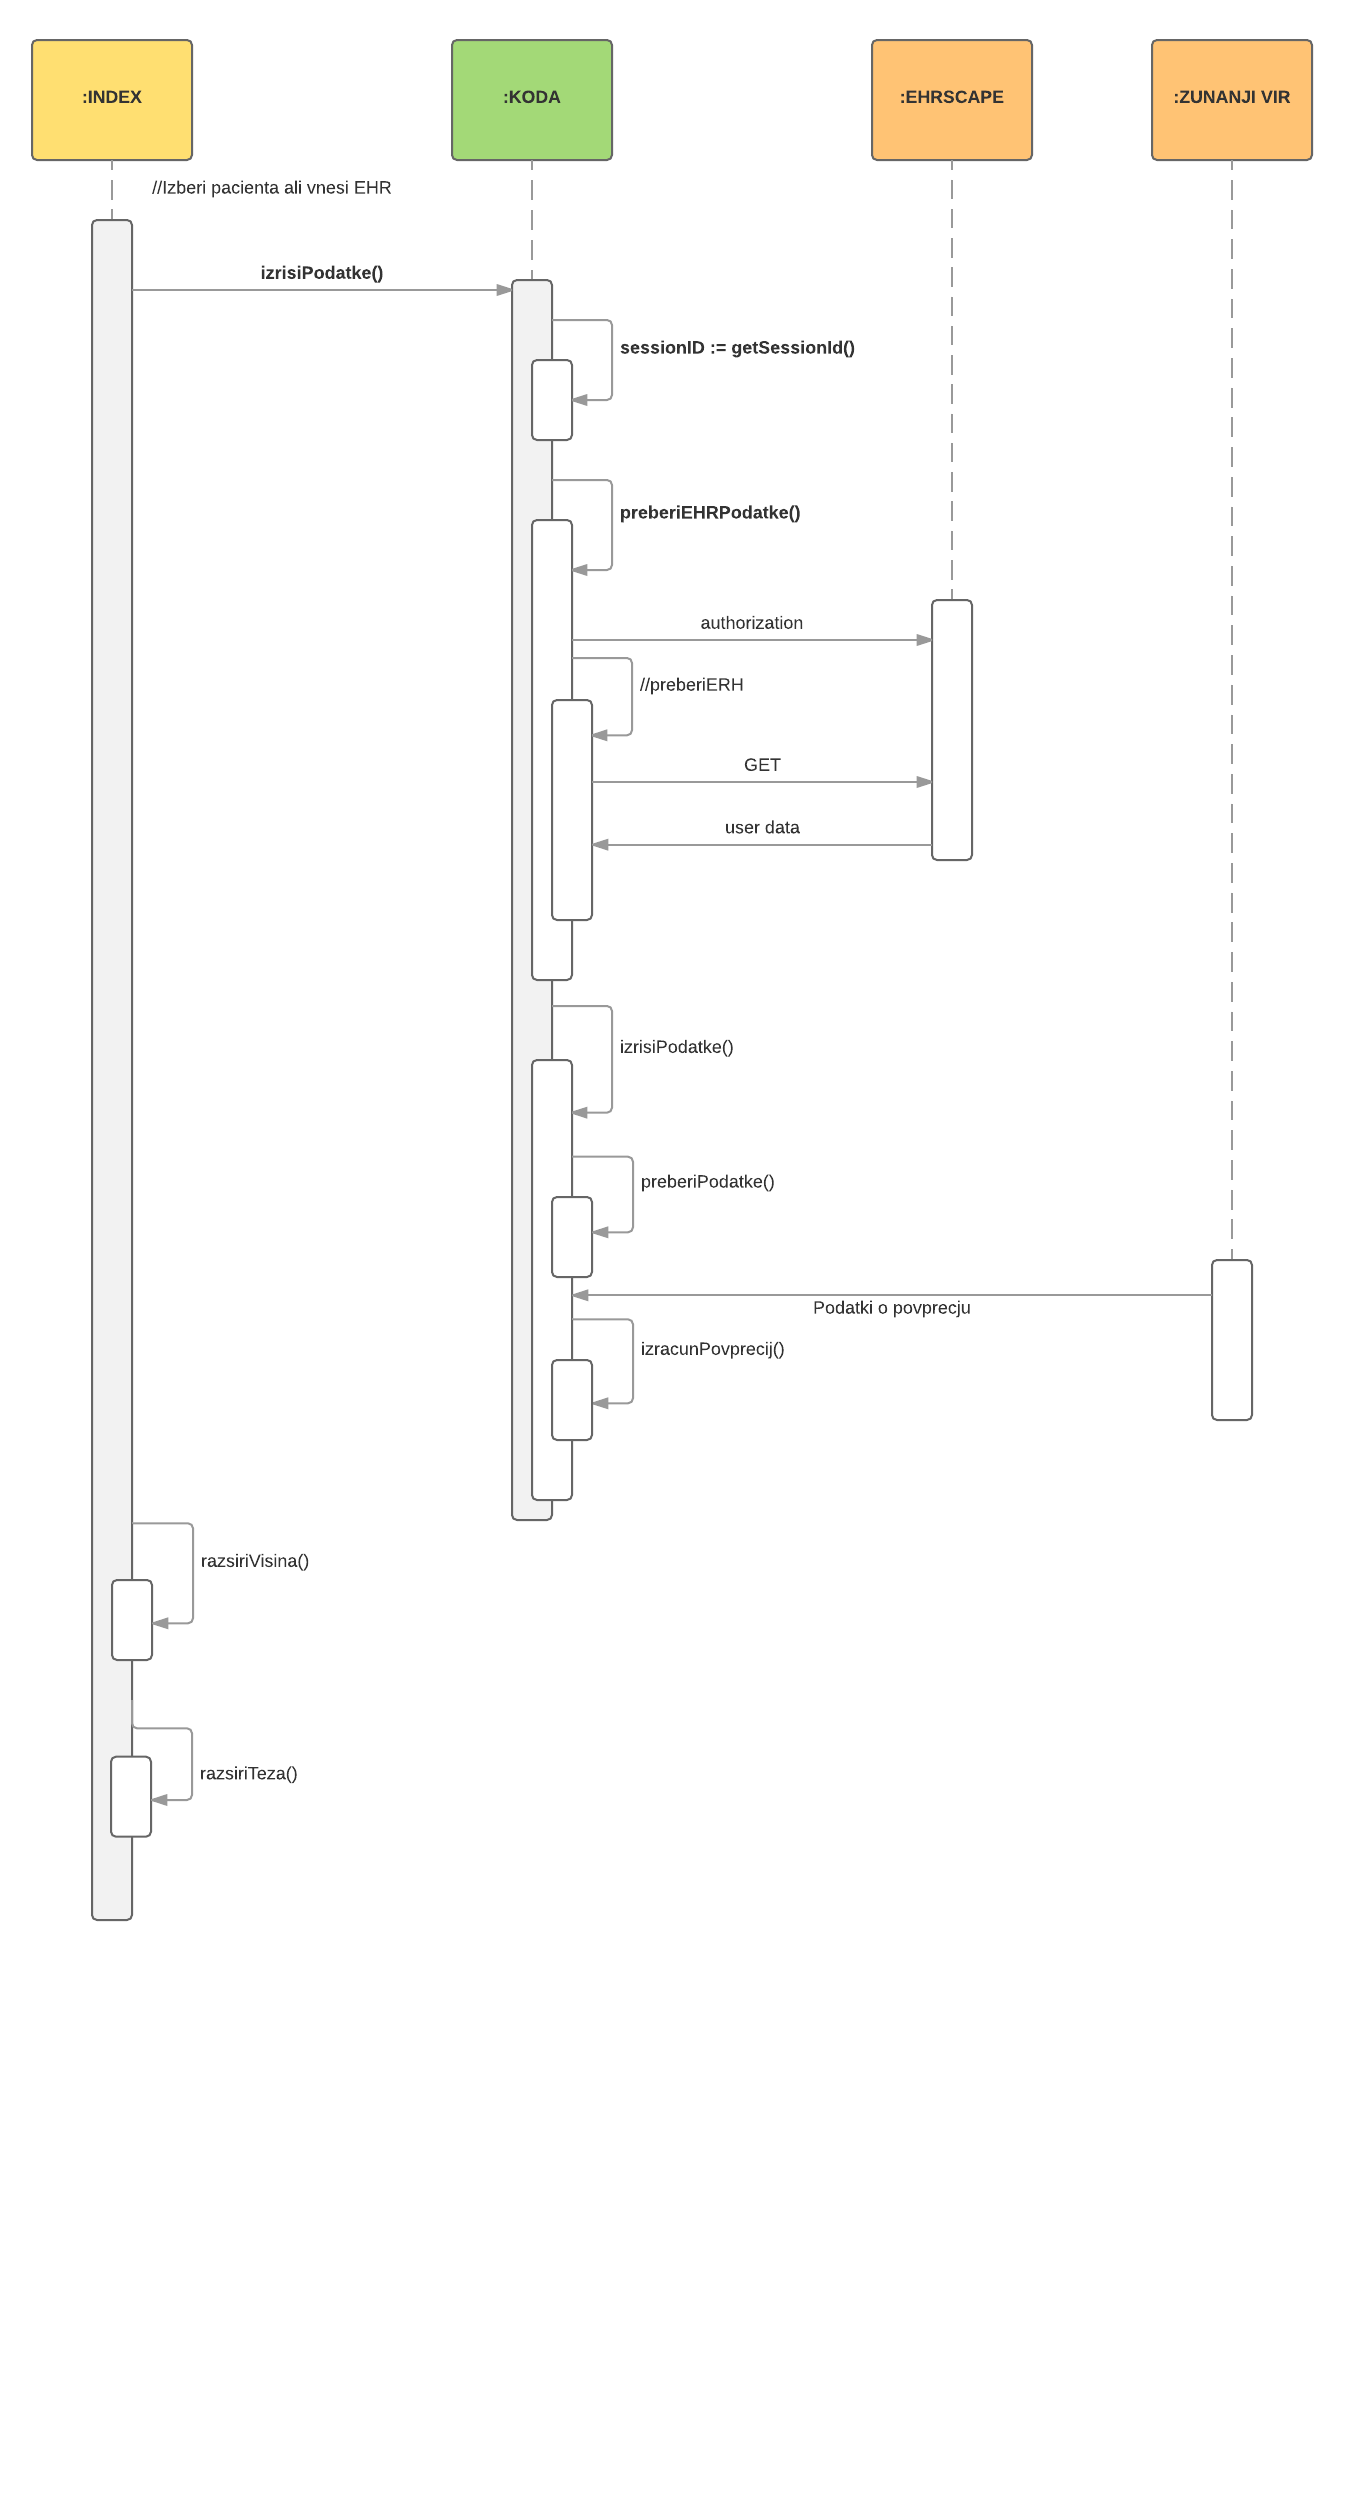 :INDEX
:KODA
:EHRSCAPE
:ZUNANJI VIR
//Izberi pacienta ali vnesi EHR
izrisiPodatke()
sessionID := getSessionId()
preberiEHRPodatke()
authorization
//preberiERH
GET
user data
izrisiPodatke()
preberiPodatke()
Podatki o povprecju
izracunPovprecij()
razsiriVisina()
razsiriTeza()